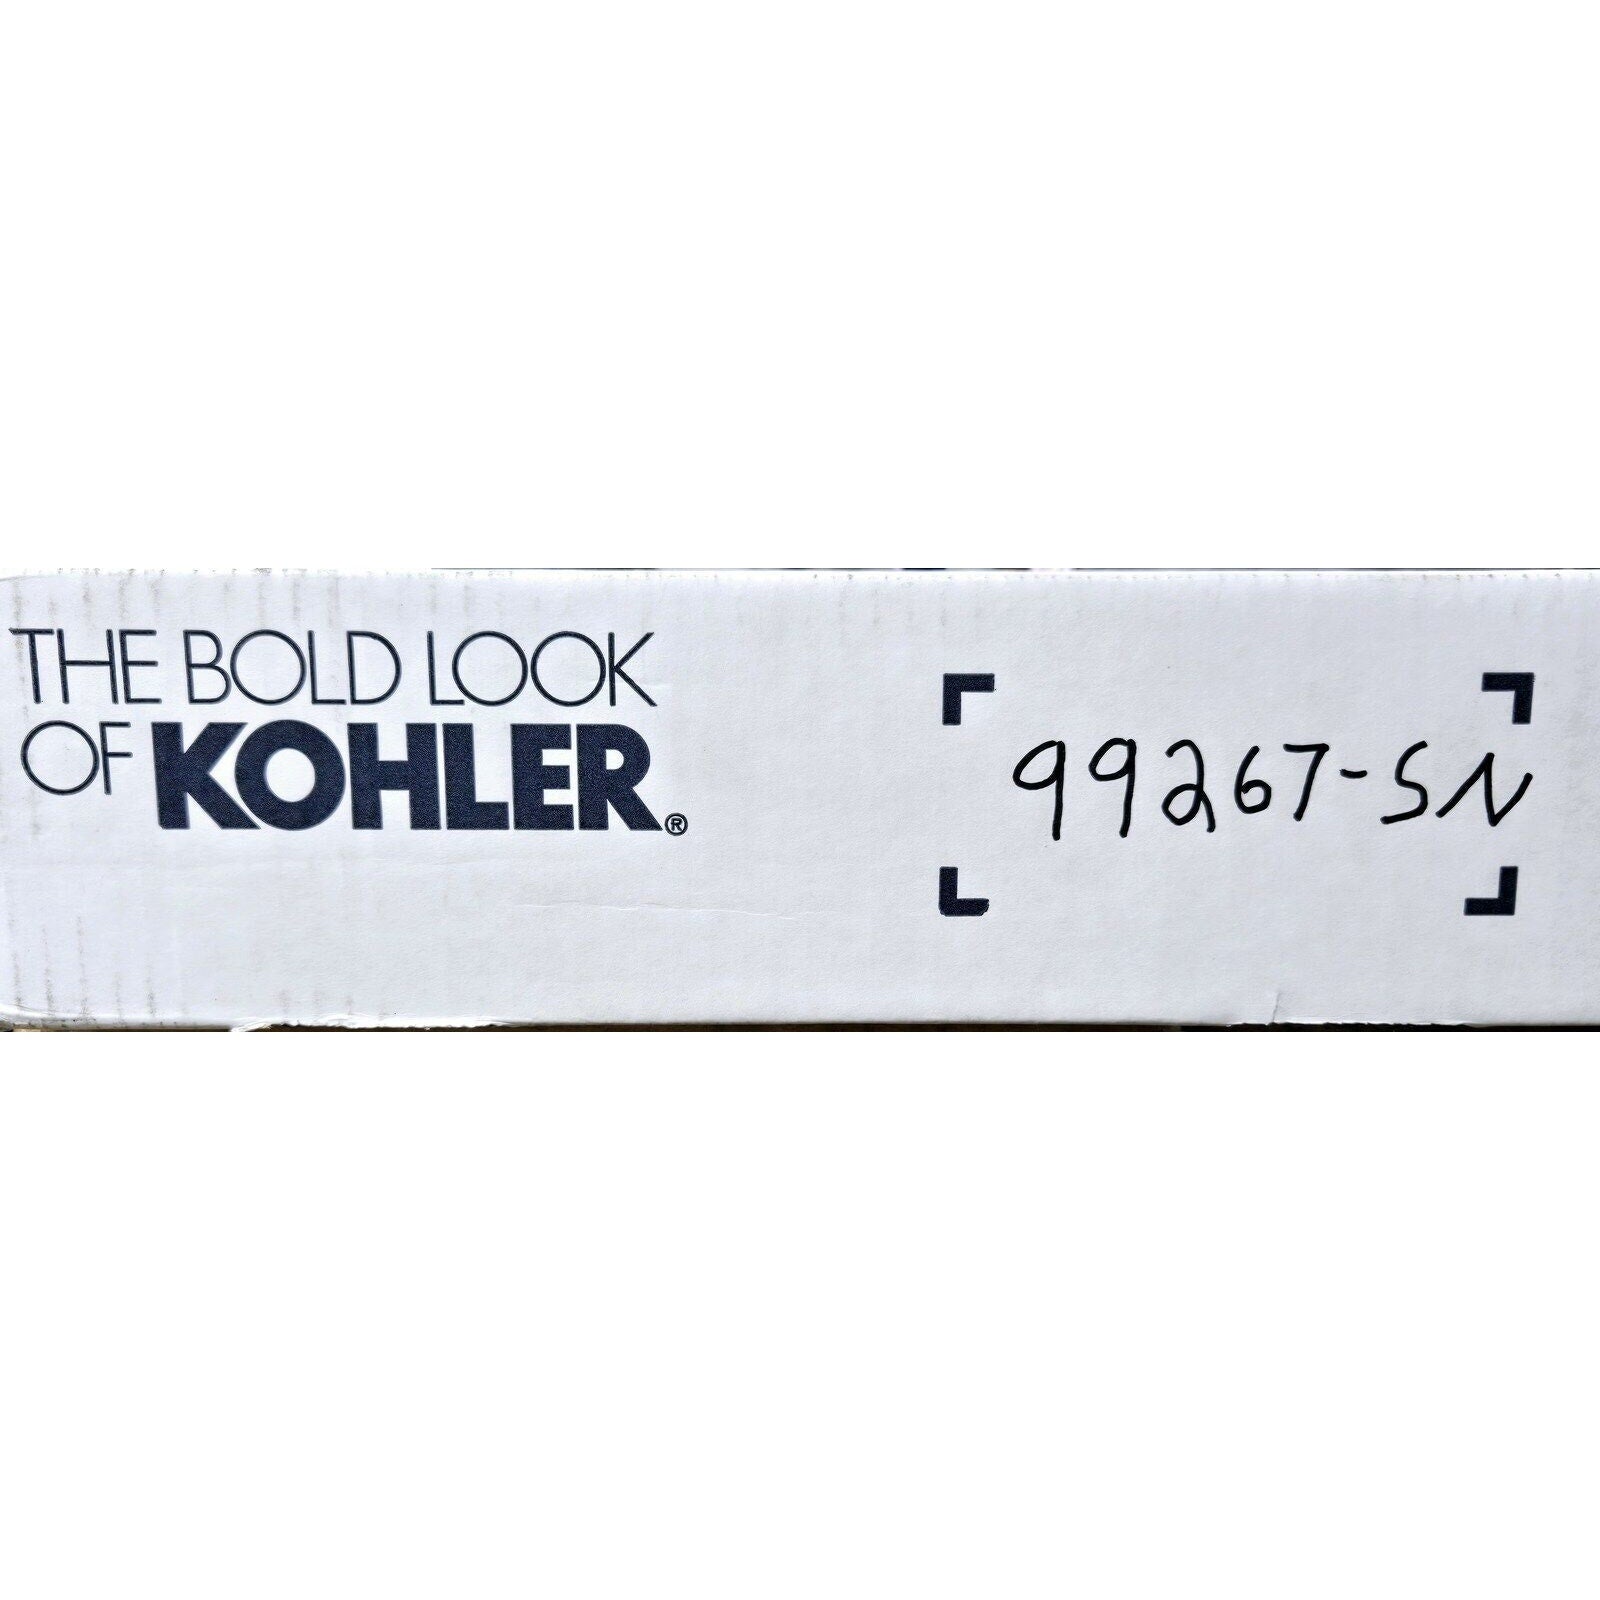 THE BOLD LOOK
OF KOHLER®
99267-SN